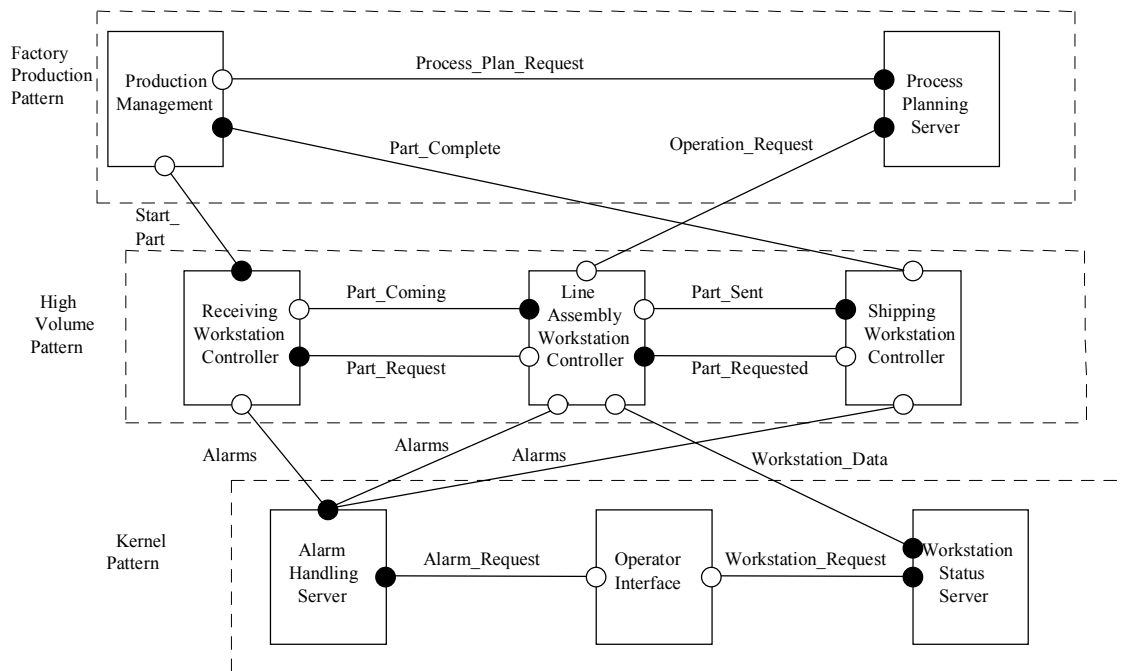 Factory
Production
Pattern
Production
Management
Process_Plan_Request
Process
Planning
Server
Part_Complete
Operation_Request
Start_
Part
High
Volume
Pattern
Receiving
Workstation
Controller
Part_Coming
Part_Request
Line
Assembly
Workstation
Controller
Part_Sent
Part_Requested
Shipping
Workstation
Controller
Alarms
Alarms
Alarms
Workstation_Data
Kernel
Pattern
Alarm
Handling
Server
Alarm_Request
Operator
Interface
Workstation_Request
Workstation
Status
Server